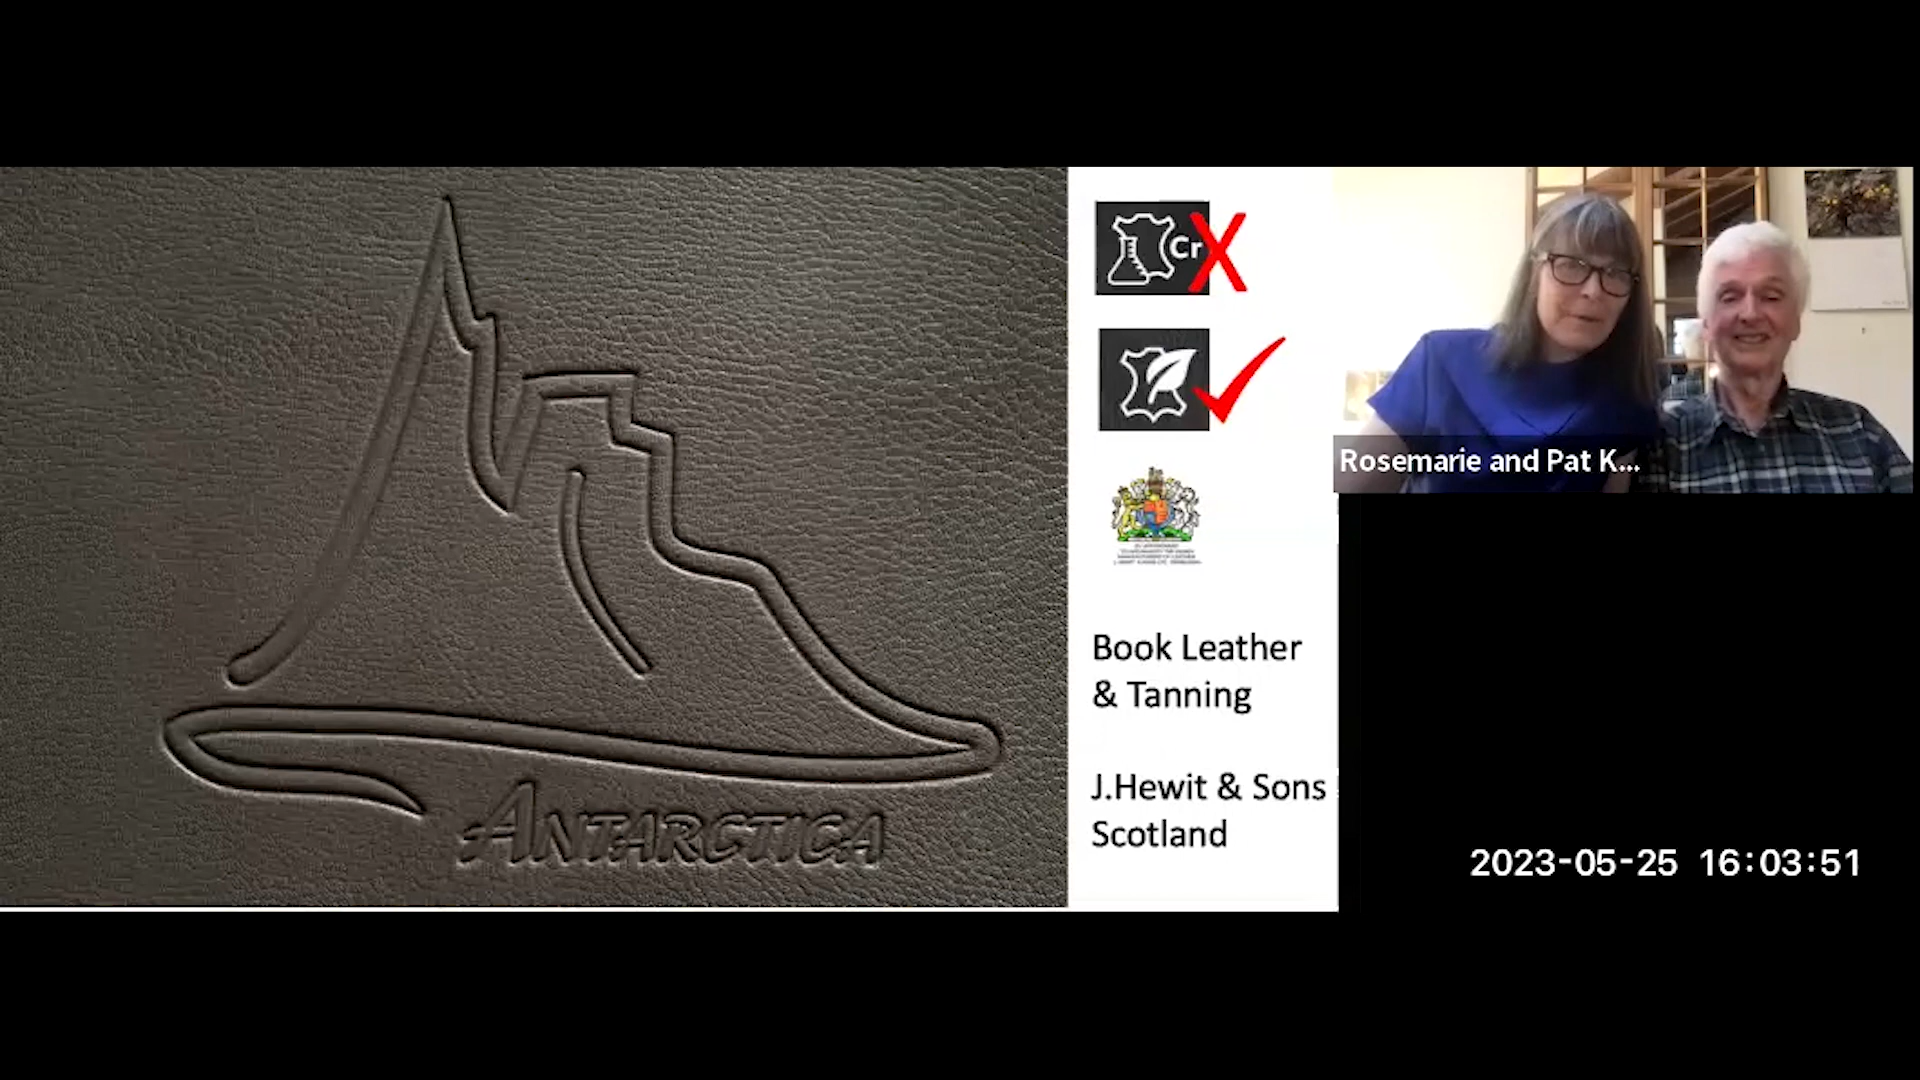 ANTARCTICA
Cr
Book Leather
& Tanning
J.Hewit & Sons
Scotland
Rosemarie and Pat K...
2023-05-25 16:03:51